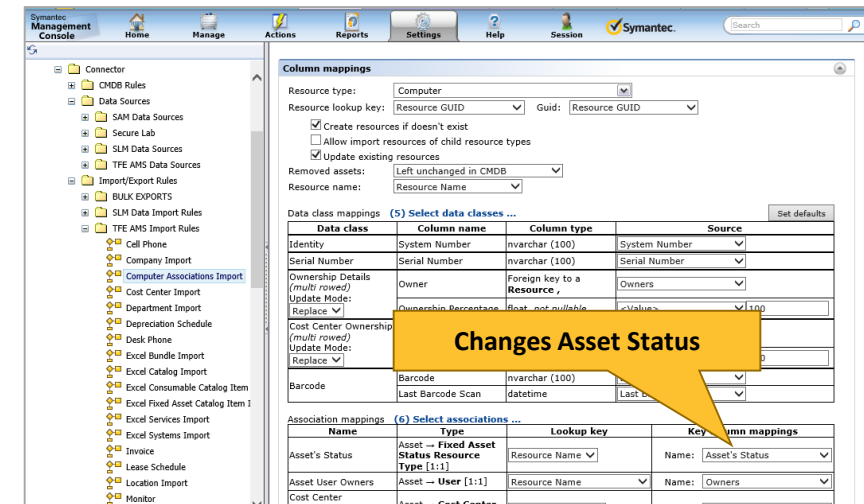 Symantec
Management
Console
Home
Manage
Actions
Reports
Settings
Help
Session
Symantec.
Search
Connector
CMDB Rules
Data Sources
SAM Data Sources
Secure Lab
SLM Data Sources
TFE AMS Data Sources
Import/Export Rules
BULK EXPORTS
SLM Data Import Rules
TFE AMS Import Rules
Cell Phone
Company Import
Computer Associations Import
Cost Center Import
Department Import
Depreciation Schedule
Desk Phone
Excel Bundle Import
Excel Catalog Import
Excel Consumable Catalog Item
Excel Fixed Asset Catalog Item I
Excel Services Import
Excel Systems Import
Invoice
Lease Schedule
Location Import
Monitor
Column mappings
Resource type: Computer
Resource lookup key: Resource GUID Guid: Resource GUID
Create resources if doesn't exist
Allow import resources of child resource types
Update existing resources
Removed assets: Left unchanged in CMDB
Resource name: Resource Name
Data class mappings (5) Select data classes ... Set defaults
Data class Column name Column type Source
Identity System Number nvarchar (100) System Number
Serial Number Serial Number nvarchar (100) Serial Number
Ownership Details
(multi rowed)
Update Mode:
Replace
Owner
Foreign key to a
Resource ,
Owners
Ownership Percentage float, not nullable <Value> 100
Cost Center Ownership
(multi rowed)
Update Mode:
Replace
Changes Asset Status
Barcode
Barcode nvarchar (100)
Last Barcode Scan datetime Last B
Association mappings (6) Select associations ...
Name Type Lookup key Key column mappings
Asset's Status
Asset → Fixed Asset
Status Resource
Type [1:1]
Resource Name
Name: Asset's Status
Asset User Owners Asset → User [1:1] Resource Name Name: Owners
Cost Center
Asset → Cost Center